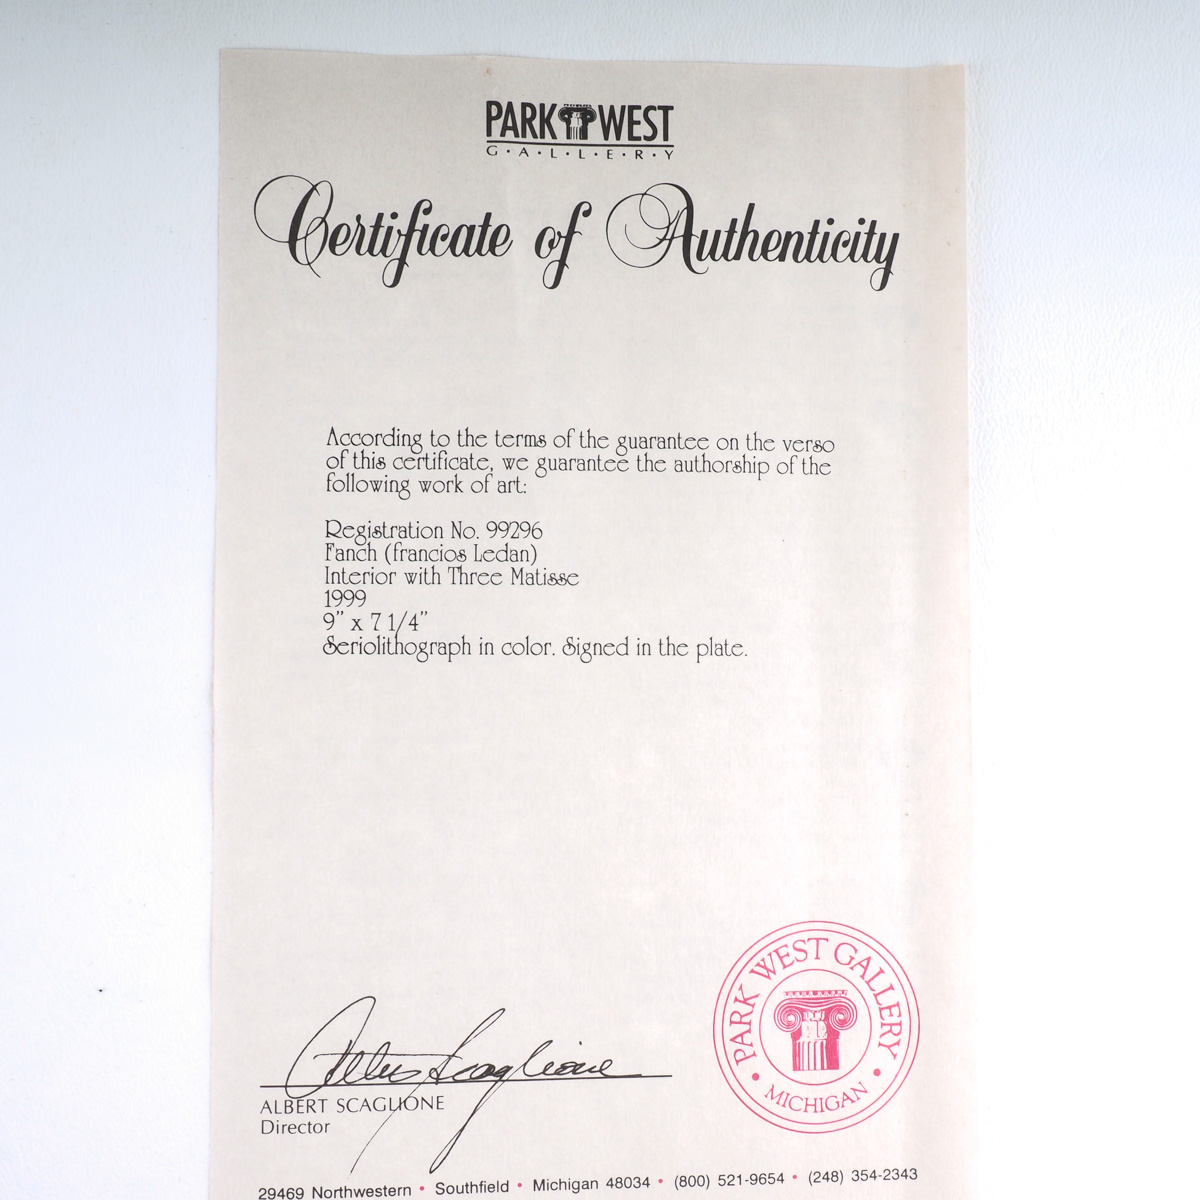 PARK WEST
G·A·L·L·E·R·Y
Certificate of Authenticity
According to the terms of the guarantee on the verso
of this certificate, we guarantee the authorship of the
following work of art:
Registration No. 99296
Fanch (francios Ledan)
Interior with Three Matisse
1999
9" x 7 1/4"
Seriolithograph in color. Signed in the plate.
Albert Scaglione
ALBERT SCAGLIONE
Director
PARK WEST GALLERY
• MICHIGAN •
29469 Northwestern • Southfield • Michigan 48034 • (800) 521-9654 • (248) 354-2343